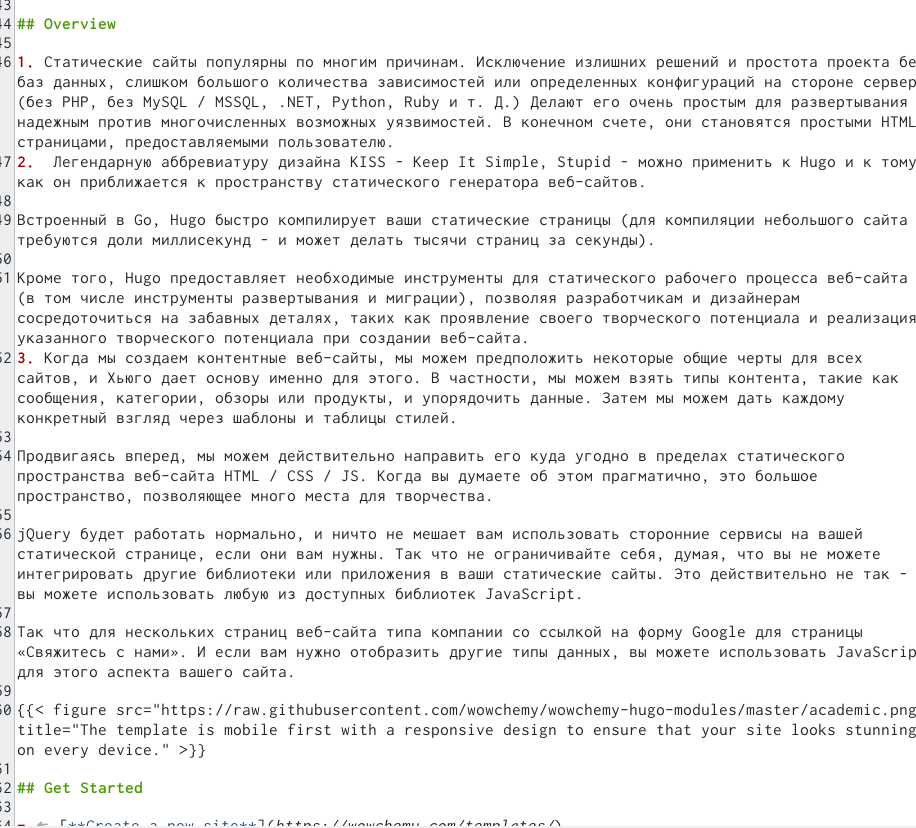 43
44 ## Overview
45
46 1. Статические сайты популярны по многим причинам. Исключение излишних решений и простота проекта бе
баз данных, слишком большого количества зависимостей или определенных конфигураций на стороне сервер
(без PHP, без MySQL / MSSQL, .NET, Python, Ruby и т. Д.) Делают его очень простым для развертывания
надежным против многочисленных возможных уязвимостей. В конечном счете, они становятся простыми HTML
страницами, предоставляемыми пользователю.
47 2.  Легендарную аббревиатуру дизайна KISS - Keep It Simple, Stupid - можно применить к Hugo и к тому
как он приближается к пространству статического генератора веб-сайтов.
48
49 Встроенный в Go, Hugo быстро компилирует ваши статические страницы (для компиляции небольшого сайта
требуются доли миллисекунд - и может делать тысячи страниц за секунды).
50
51 Кроме того, Hugo предоставляет необходимые инструменты для статического рабочего процесса веб-сайта
(в том числе инструменты развертывания и миграции), позволяя разработчикам и дизайнерам
сосредоточиться на забавных деталях, таких как проявление своего творческого потенциала и реализация
указанного творческого потенциала при создании веб-сайта.
52 3. Когда мы создаем контентные веб-сайты, мы можем предположить некоторые общие черты для всех
сайтов, и Хьюго дает основу именно для этого. В частности, мы можем взять типы контента, такие как
сообщения, категории, обзоры или продукты, и упорядочить данные. Затем мы можем дать каждому
конкретный взгляд через шаблоны и таблицы стилей.
53
54 Продвигаясь вперед, мы можем действительно направить его куда угодно в пределах статического
пространства веб-сайта HTML / CSS / JS. Когда вы думаете об этом прагматично, это большое
пространство, позволяющее много места для творчества.
55
56 jQuery будет работать нормально, и ничто не мешает вам использовать сторонние сервисы на вашей
статической странице, если они вам нужны. Так что не ограничивайте себя, думая, что вы не можете
интегрировать другие библиотеки или приложения в ваши статические сайты. Это действительно не так -
вы можете использовать любую из доступных библиотек JavaScript.
57
58 Так что для нескольких страниц веб-сайта типа компании со ссылкой на форму Google для страницы
«Свяжитесь с нами». И если вам нужно отобразить другие типы данных, вы можете использовать JavaScrip
для этого аспекта вашего сайта.
59
60 {{< figure src="https://raw.githubusercontent.com/wowchemy/wowchemy-hugo-modules/master/academic.png
title="The template is mobile first with a responsive design to ensure that your site looks stunning
on every device." >}}
61
62 ## Get Started
63
64 [**Create a new site**](https://wowchemy.com/templates/)